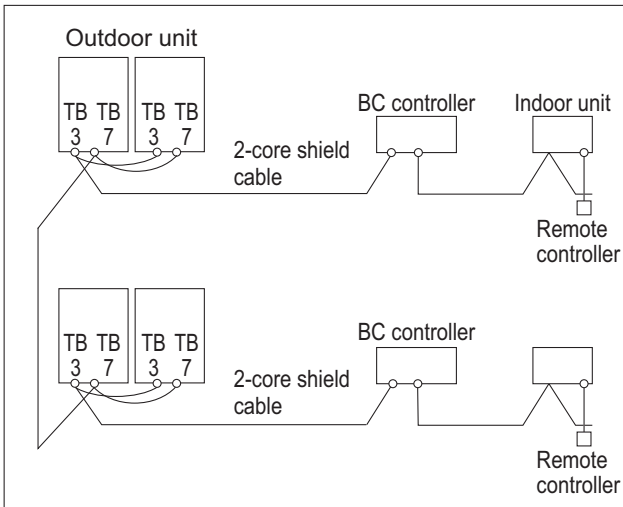 Outdoor unit
TB TB
3 7
TB TB
3 7
BC controller
Indoor unit
2-core shield
cable
Remote
controller
TB TB
3 7
TB TB
3 7
BC controller
2-core shield
cable
Remote
controller